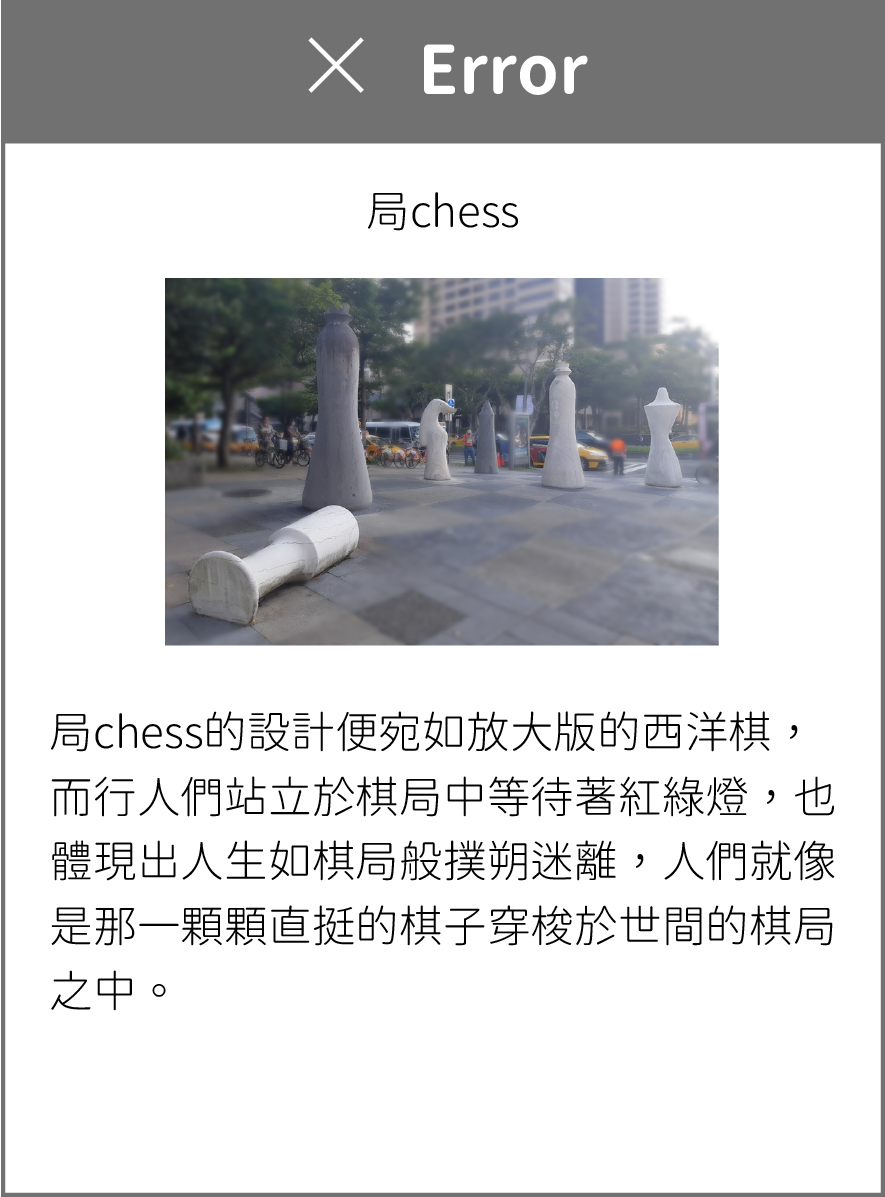 × Error
局chess
局chess的設計便宛如放大版的西洋棋，
而行人們站立於棋局中等待著紅綠燈，也
體現出人生如棋局般撲朔迷離，人們就像
是那一顆顆直挺的棋子穿梭於世間的棋局
之中。